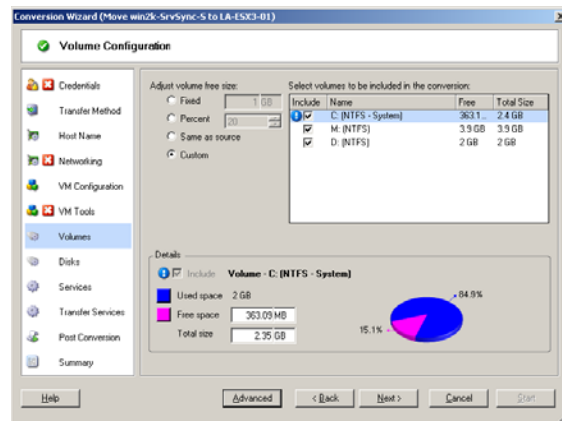 Conversion Wizard (Move win2k-SrvSync-5 to LA-ESX3-01)
Volume Configuration
Credentials
Transfer Method
Host Name
Networking
VM Configuration
VM Tools
Volumes
Disks
Services
Transfer Services
Post Conversion
Summary
Adjust volume free size:
Fixed 1 GB
Percent 20
Same as source
Custom
Select volumes to be included in the conversion:
Include Name Free Total Size
C: (NTFS - System) 363.1... 2.4 GB
M: (NTFS) 3.9 GB 3.9 GB
D: (NTFS) 2 GB 2 GB
Details
Include Volume - C: (NTFS - System)
Used space 2 GB
Free space 363.09 MB
Total size 2.35 GB
84.9%
15.1%
Help Advanced < Back Next > Cancel Start